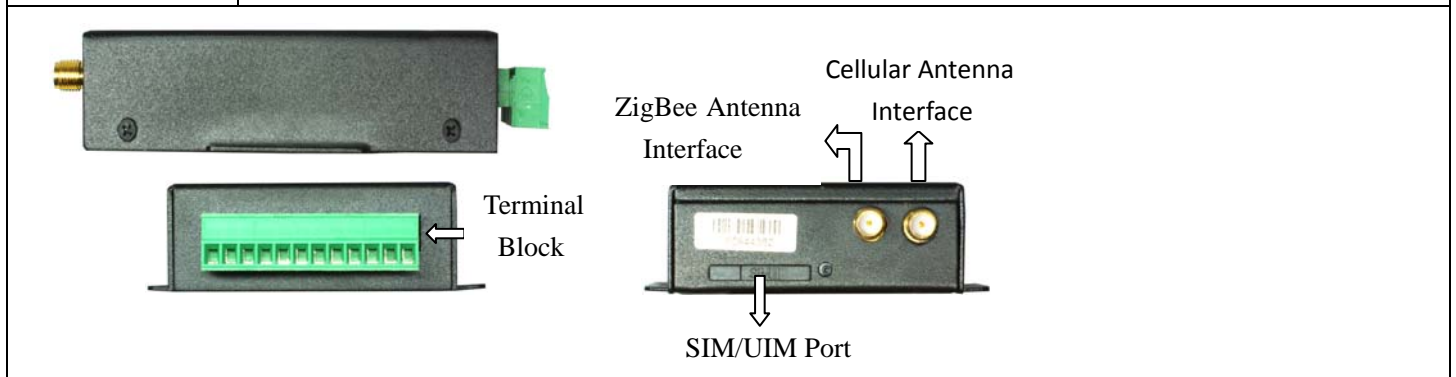 Cellular Antenna
Interface
ZigBee Antenna
Interface
Terminal
Block
SIM/UIM Port